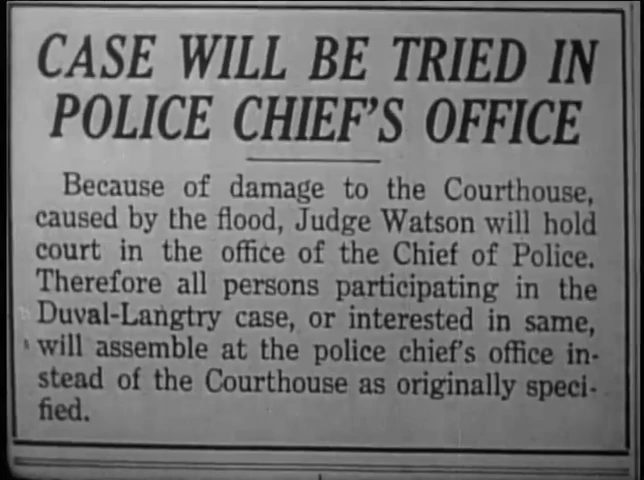 CASE WILL BE TRIED IN
POLICE CHIEF'S OFFICE
Because of damage to the Courthouse,
caused by the flood, Judge Watson will hold
court in the office of the Chief of Police.
Therefore all persons participating in the
Duval-Langtry case, or interested in same,
will assemble at the police chief's office in-
stead of the Courthouse as originally speci-
fied.